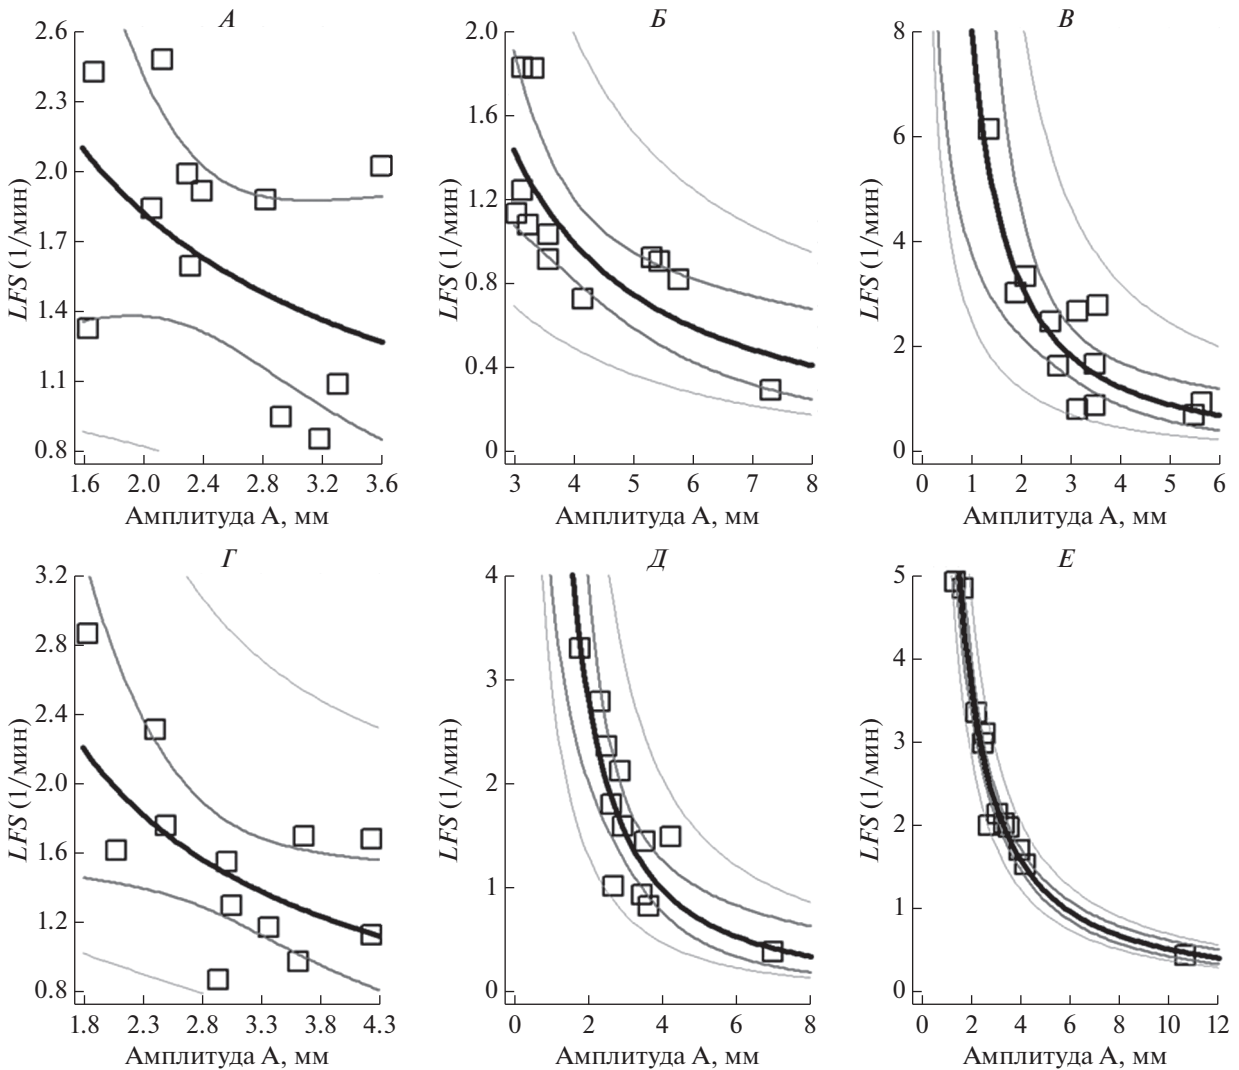 А
2.6
2.3
2.0
1.7
1.4
1.1
0.8
LFS (1/мин)
1.6 2.0 2.4 2.8 3.2 3.6
Амплитуда А, мм
Б
2.0
1.6
1.2
0.8
0.4
0
LFS (1/мин)
3 4 5 6 7 8
Амплитуда А, мм
В
8
6
4
2
0
LFS (1/мин)
0 1 2 3 4 5 6
Амплитуда А, мм
Г
3.2
2.8
2.4
2.0
1.6
1.2
0.8
LFS (1/мин)
1.8 2.3 2.8 3.3 3.8 4.3
Амплитуда А, мм
Д
4
3
2
1
0
LFS (1/мин)
0 2 4 6 8
Амплитуда А, мм
Е
5
4
3
2
1
0
LFS (1/мин)
0 2 4 6 8 10 12
Амплитуда А, мм